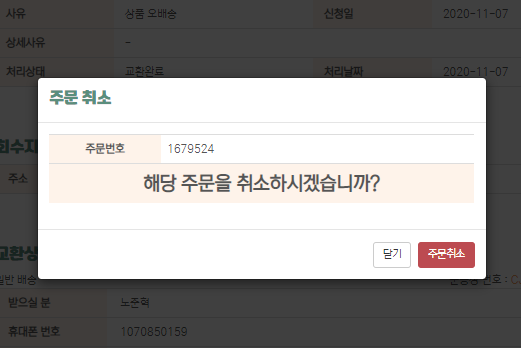 사유 상품 오배송 신청일 2020-11-07
상세사유 -
처리상태 교환완료 처리날짜 2020-11-07
주문 취소
회수지
주문번호 1679524
주소
해당 주문을 취소하시겠습니까?
교환상
닫기 주문취소
일반 배송 번호 : C
받으실 분 노준혁
휴대폰 번호 1070850159